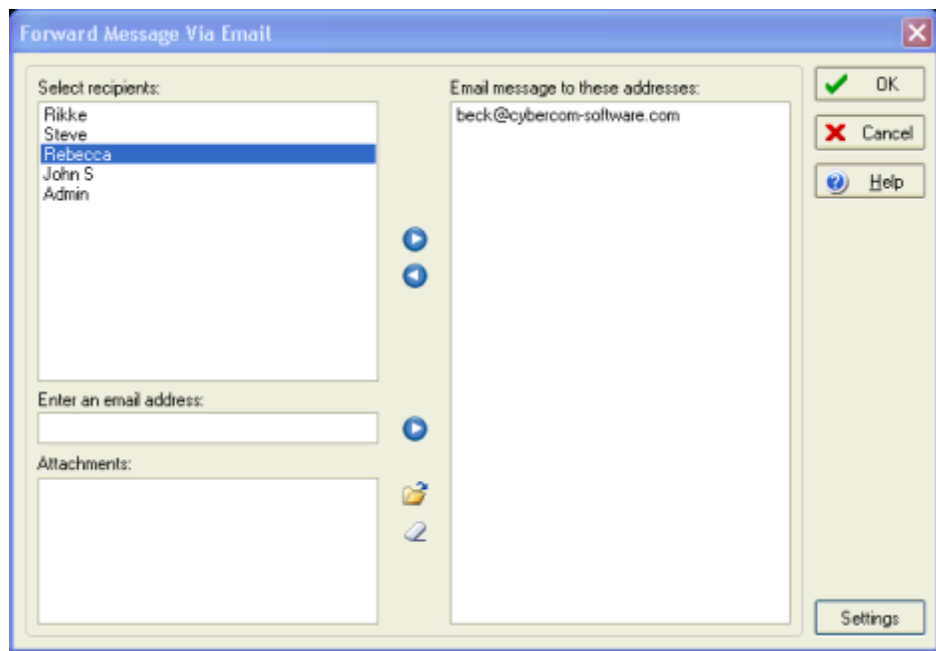 Forward Message Via Email
Select recipients:
Rikke
Steve
Rebecca
John S
Admin
Enter an email address:
Attachments:
Email message to these addresses:
beck@cybercom-software.com
OK
Cancel
Help
Settings